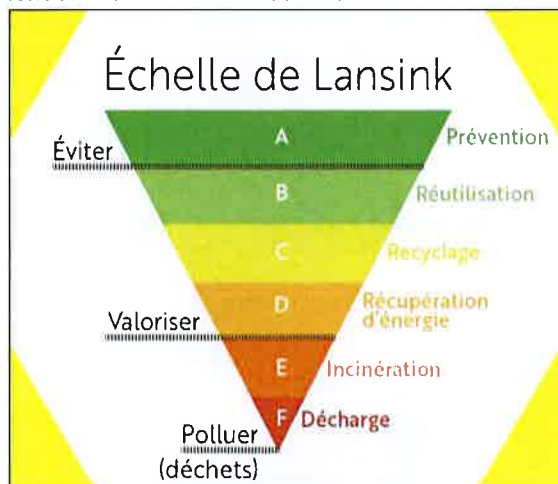 Échelle de Lansink
A Prévention
Éviter
B Réutilisation
C Recyclage
D Récupération
d'énergie
Valoriser
E Incinération
F Décharge
Polluer
(déchets)